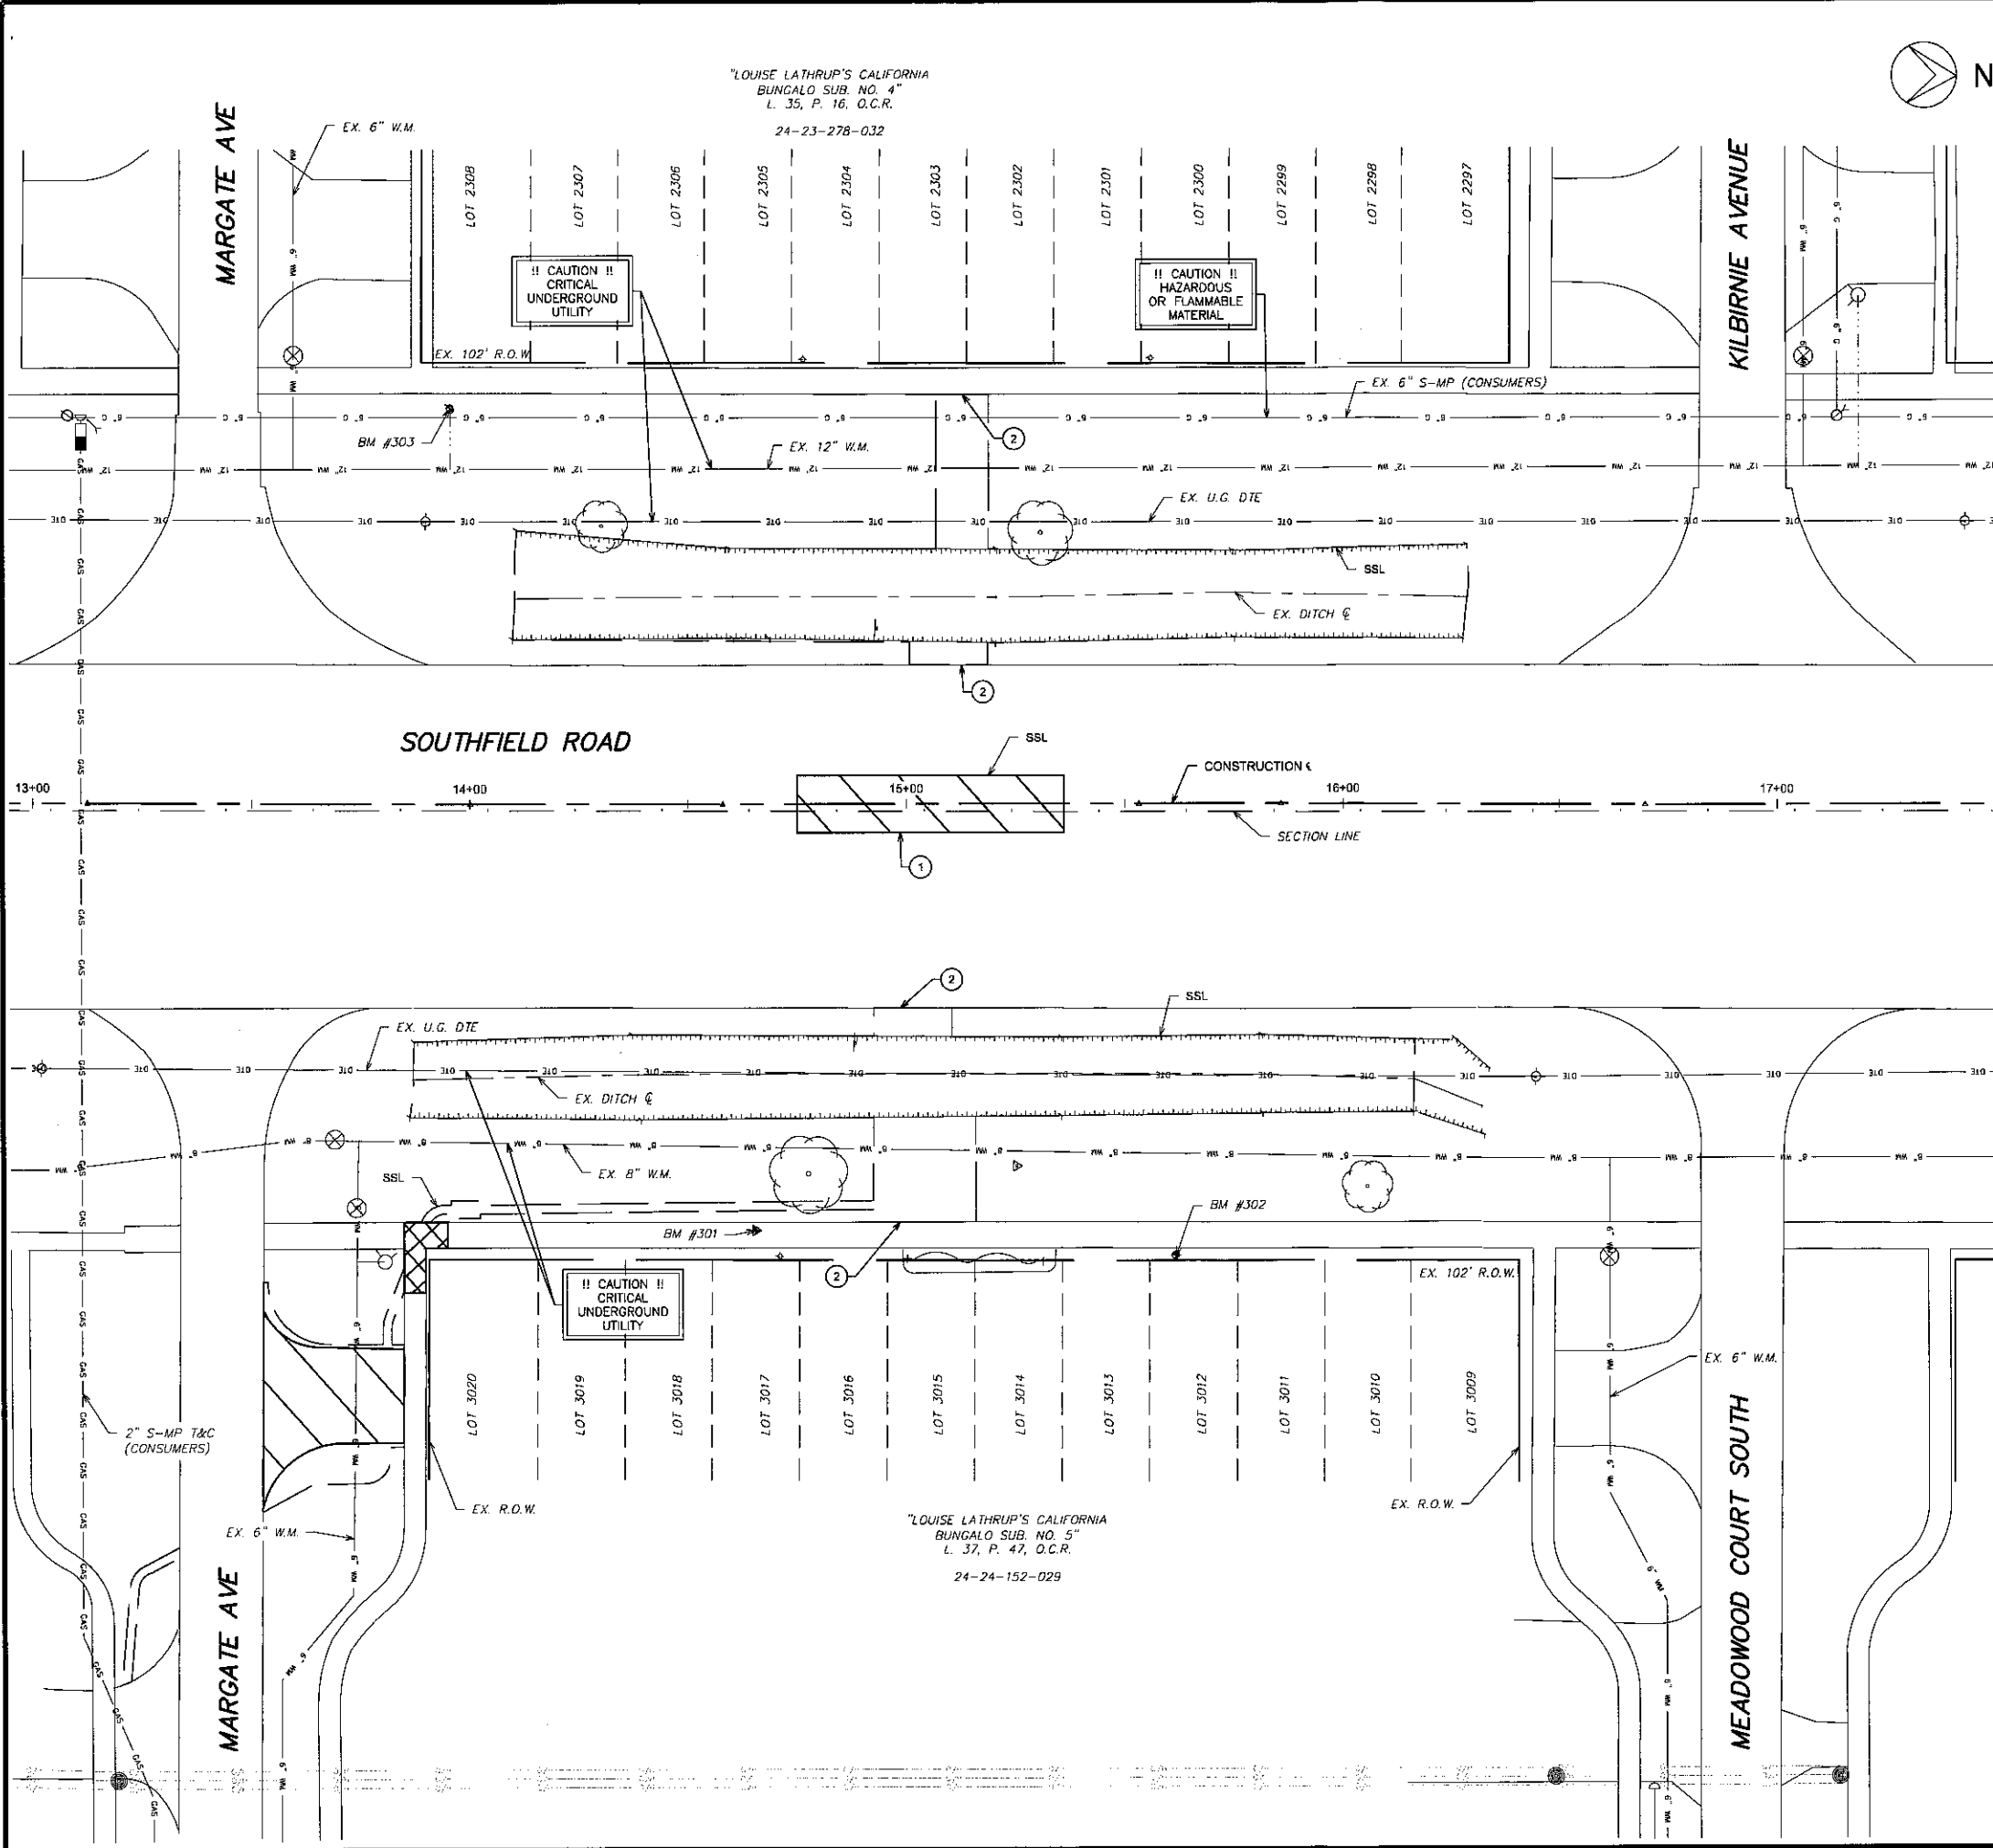 "LOUISE LATHRUP'S CALIFORNIA
BUNGALO SUB. NO. 4"
L. 35, P. 16, O.C.R.
24-23-278-032
N
MARGATE AVE
EX. 6" W.M.
KILBIRNIE AVENUE
LOT 2308
LOT 2307
LOT 2306
LOT 2305
LOT 2304
LOT 2303
LOT 2302
LOT 2301
LOT 2300
LOT 2299
LOT 2298
LOT 2297
!! CAUTION !!
CRITICAL
UNDERGROUND
UTILITY
!! CAUTION !!
HAZARDOUS
OR FLAMMABLE
MATERIAL
EX. 102' R.O.W.
EX. 6" S-MP (CONSUMERS)
BM #303
2
EX. 12" W.M.
EX. U.G. DTE
SSL
EX. DITCH ℄
2
SOUTHFIELD ROAD
SSL
CONSTRUCTION ℄
13+00
14+00
15+00
16+00
17+00
SECTION LINE
1
2
SSL
EX. U.G. DTE
EX. DITCH ℄
EX. 8" W.M.
SSL
BM #301
BM #302
2
EX. 102' R.O.W.
!! CAUTION !!
CRITICAL
UNDERGROUND
UTILITY
EX. 6" W.M.
LOT 3020
LOT 3019
LOT 3018
LOT 3017
LOT 3016
LOT 3015
LOT 3014
LOT 3013
LOT 3012
LOT 3011
LOT 3010
LOT 3009
2" S-MP T&C
(CONSUMERS)
EX. R.O.W.
EX. R.O.W.
EX. 6" W.M.
"LOUISE LATHRUP'S CALIFORNIA
BUNGALO SUB. NO. 5"
L. 37, P. 47, O.C.R.
24-24-152-029
MARGATE AVE
MEADOWOOD COURT SOUTH